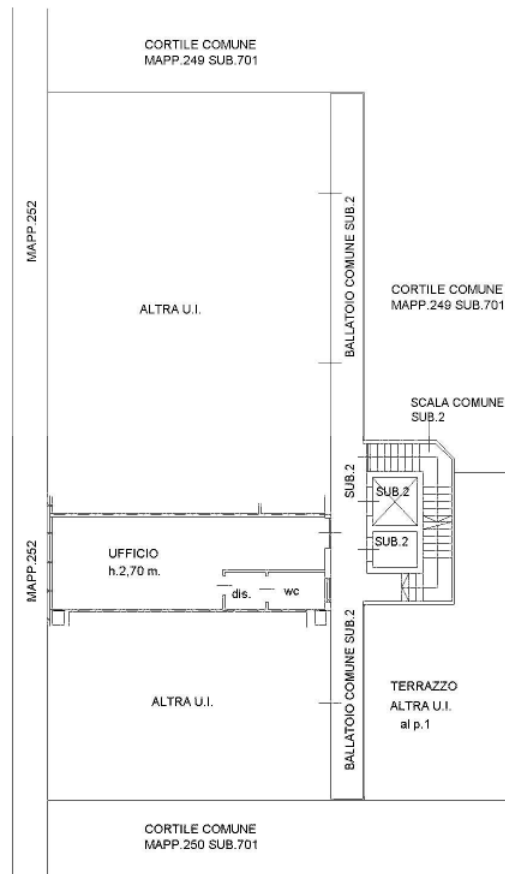 CORTILE COMUNE
MAPP.249 SUB.701
MAPP.252
BALLATOIO COMUNE SUB.2
CORTILE COMUNE
MAPP.249 SUB.701
ALTRA U.I.
SCALA COMUNE
SUB.2
SUB.2
SUB.2
SUB.2
UFFICIO
h.2,70 m.
dis.
wc
MAPP.252
BALLATOIO COMUNE SUB.2
TERRAZZO
ALTRA U.I.
al p.1
ALTRA U.I.
CORTILE COMUNE
MAPP.250 SUB.701